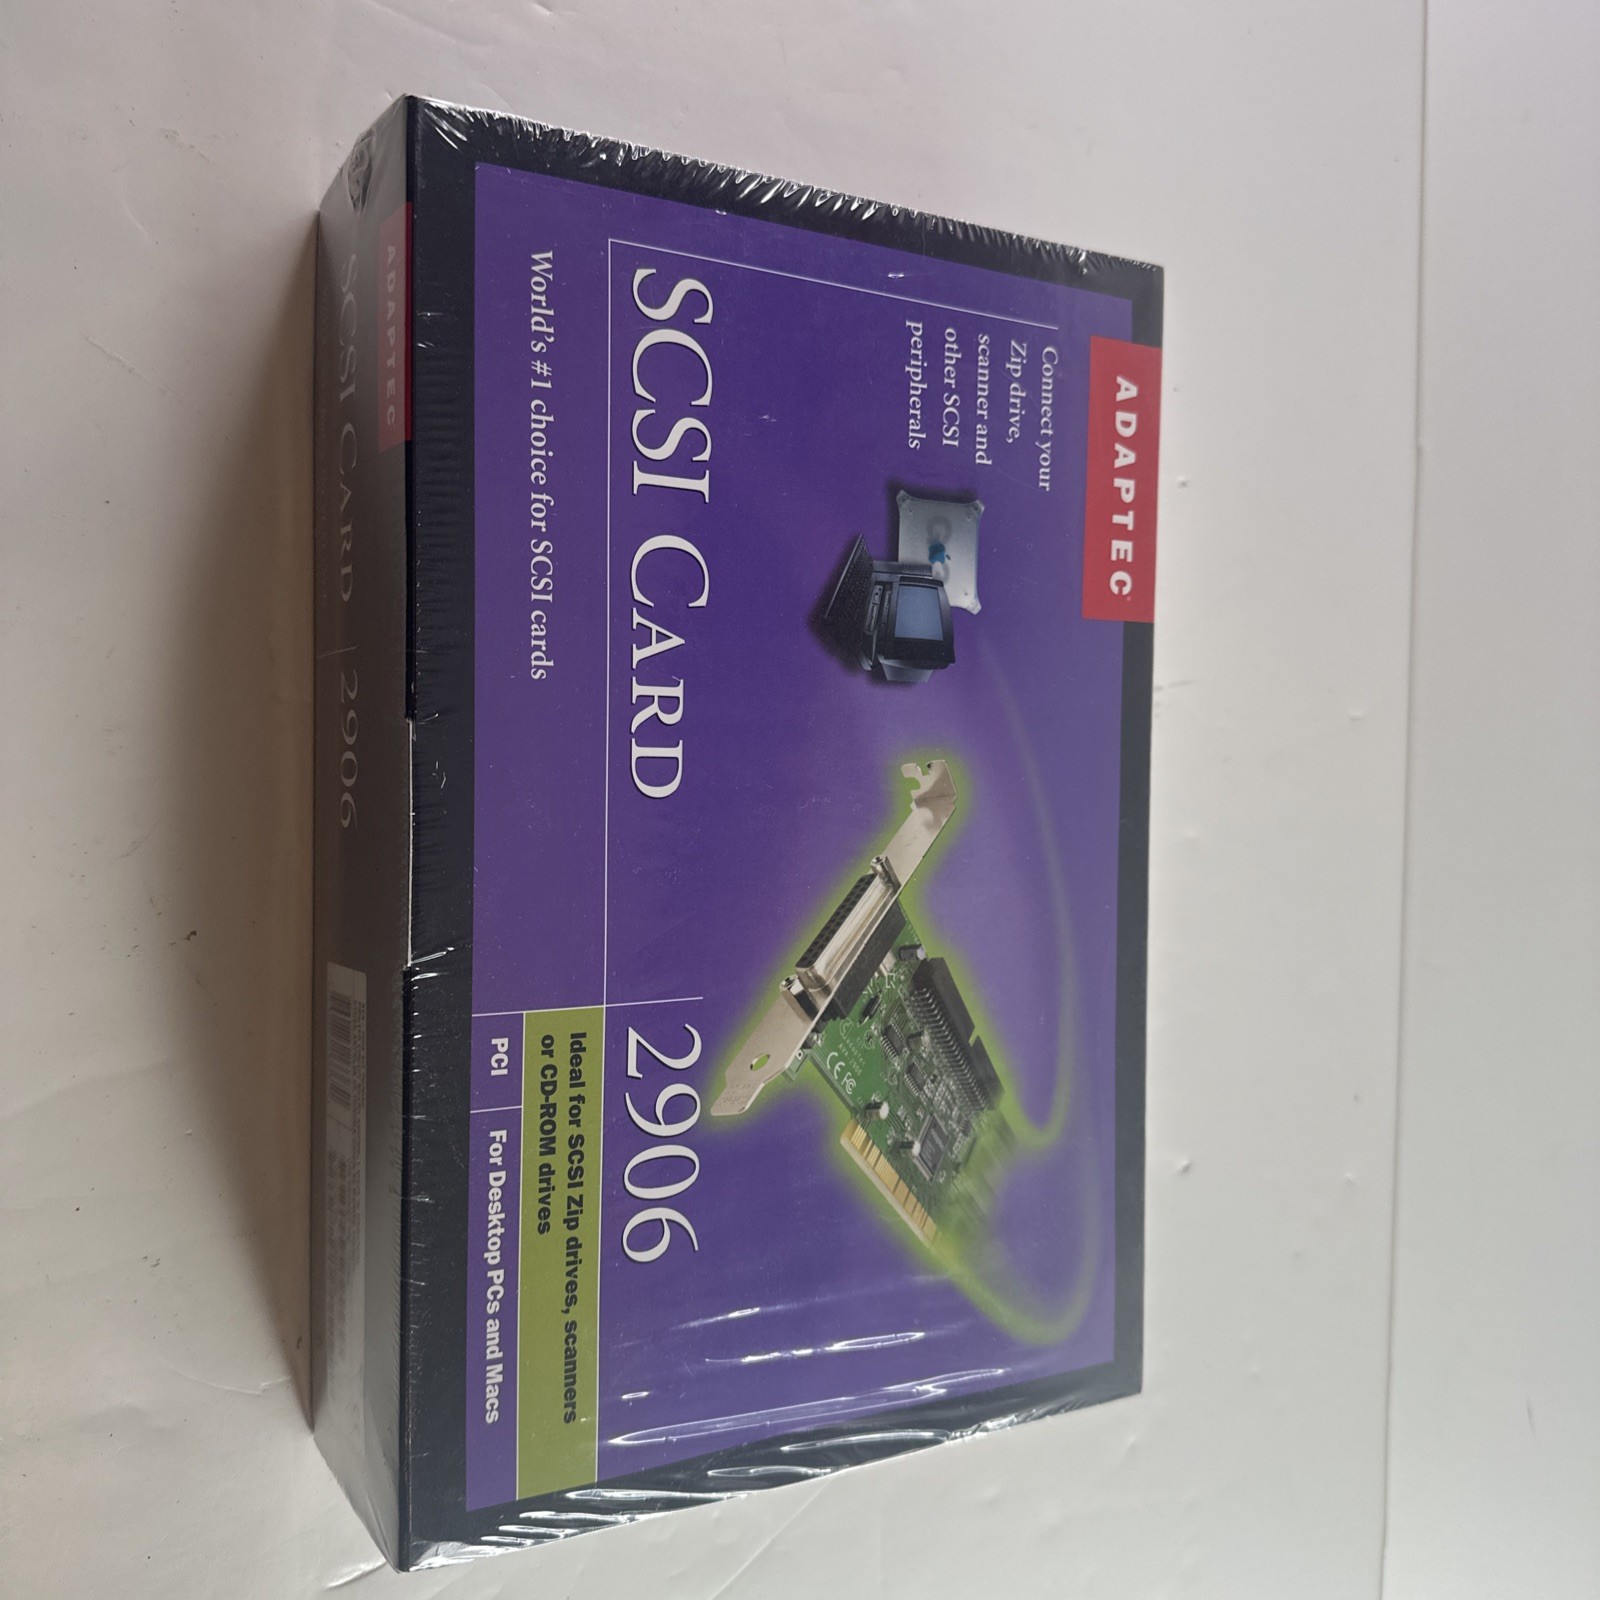 ADAPTEC
Connect your
Zip drive,
scanner and
other SCSI
peripherals
SCSI CARD 2906
World's #1 choice for SCSI cards
Ideal for SCSI Zip drives, scanners
or CD-ROM drives
PCI
For Desktop PCs and Macs
ADAPTEC
SCSI CARD 2906